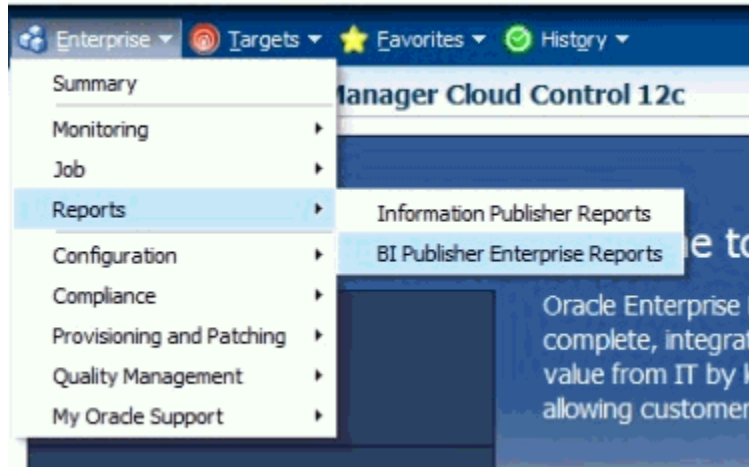 Enterprise Targets Favorites History
Summary
Manager Cloud Control 12c
Monitoring
Job
Reports
Information Publisher Reports
BI Publisher Enterprise Reports
e to
Configuration
Compliance
Provisioning and Patching
Quality Management
My Oracle Support
Oracle Enterprise
complete, integrat
value from IT by
allowing customer